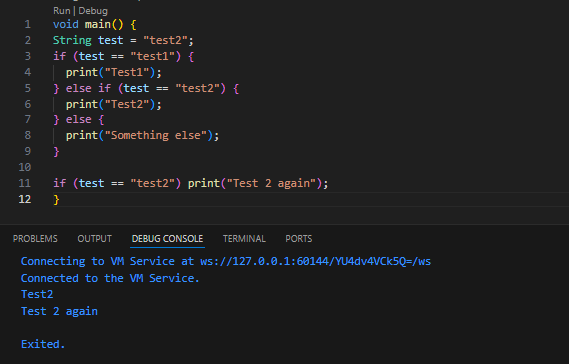 Run | Debug
1 void main() {
2 String test = "test2";
3 if (test == "test1") {
4 print("Test1");
5 } else if (test == "test2") {
6 print("Test2");
7 } else {
8 print("Something else");
9 }
10
11 if (test == "test2") print("Test 2 again");
12 }
PROBLEMS OUTPUT DEBUG CONSOLE TERMINAL PORTS
Connecting to VM Service at ws://127.0.0.1:60144/YU4dv4VCk5Q=/ws
Connected to the VM Service.
Test2
Test 2 again
Exited.